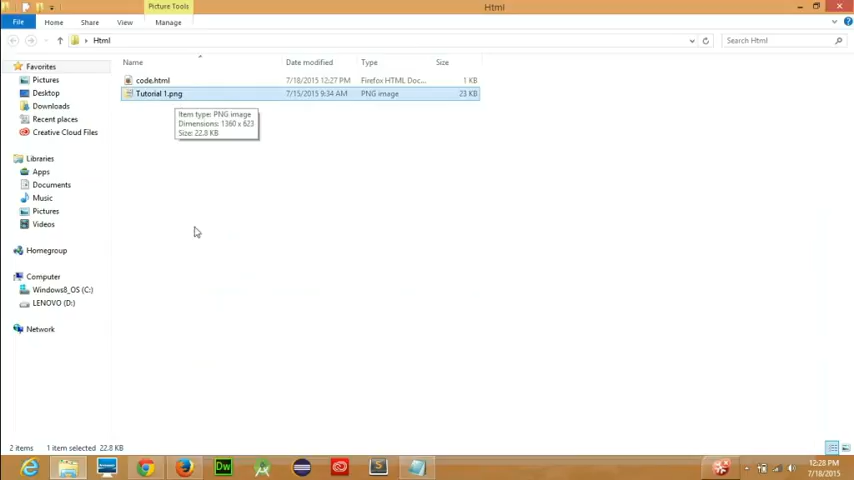 Picture Tools
Html
File
Home
Share
View
Manage
Html
Search Html
Name
Date modified
Type
Size
Favorites
Pictures
Desktop
Downloads
Recent places
Creative Cloud Files
code.html
7/18/2015 12:27 PM
Firefox HTML Doc...
1 KB
Tutorial 1.png
7/15/2015 9:34 AM
PNG image
23 KB
Item type: PNG image
Dimensions: 1360 x 623
Size: 22.8 KB
Libraries
Apps
Documents
Music
Pictures
Videos
Homegroup
Computer
Windows8_OS (C:)
LENOVO (D:)
Network
2 items
1 item selected 22.8 KB
Dw
S
12:28 PM
7/18/2015